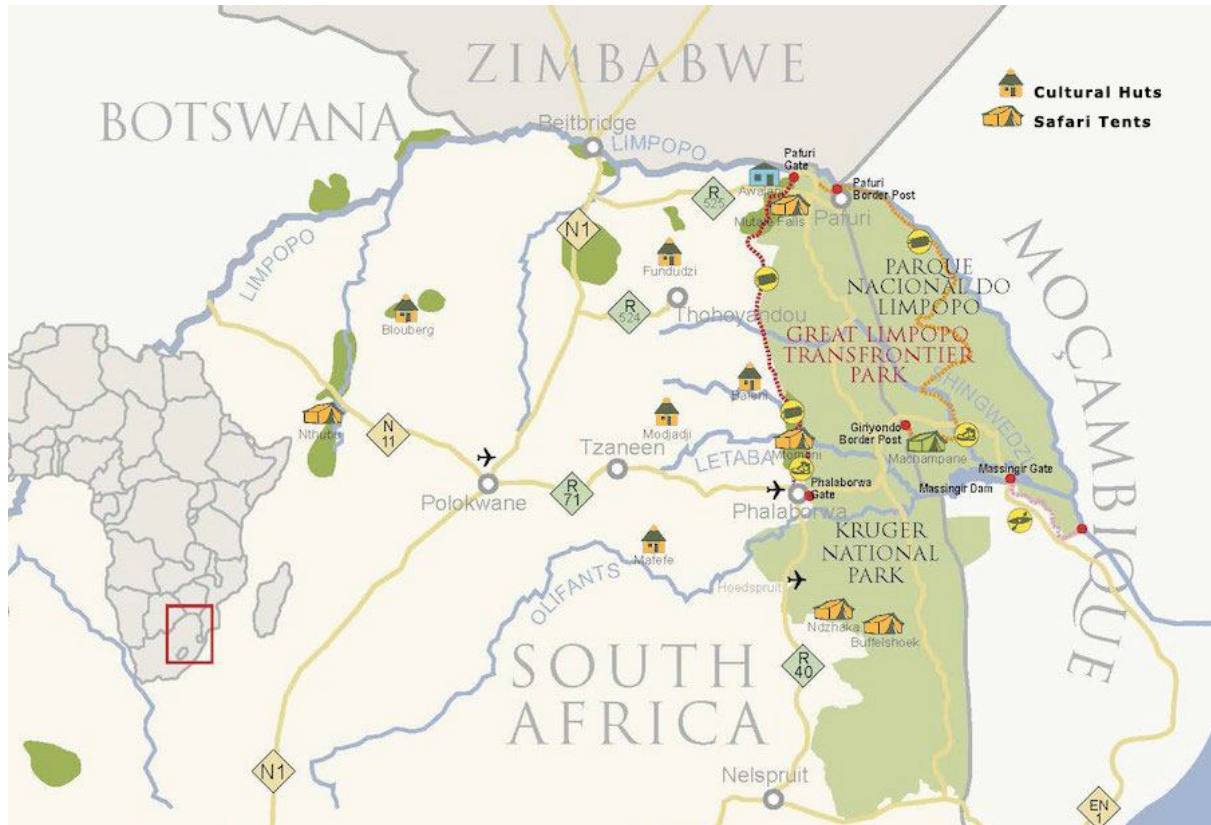 ZIMBABWE
BOTSWANA
Cultural Huts
Safari Tents
Beitbridge
LIMPOPO
Pafuri
Gate
Awelani
R
525
Pafuri
Border Post
Mutale Falls
Pafuri
N1
LIMPOPO
Fundudzi
MOÇAMBIQUE
PARQUE
NACIONAL DO
LIMPOPO
Blouberg
R
524
Thohoyandou
GREAT LIMPOPO
TRANSFRONTIER
PARK
SHINGWEDZI
Baleni
Nthubu
N
11
Modjadji
Giriyondo
Border Post
Tzaneen
LETABA
Mtomeni
Machampane
Massingir Gate
Polokwane
R
71
Phalaborwa
Gate
Massingir Dam
Phalaborwa
KRUGER
NATIONAL
PARK
Mafefe
OLIFANTS
Hoedspruit
Ndzhaka
Buffelshoek
SOUTH
AFRICA
R
40
N1
Nelspruit
EN
1